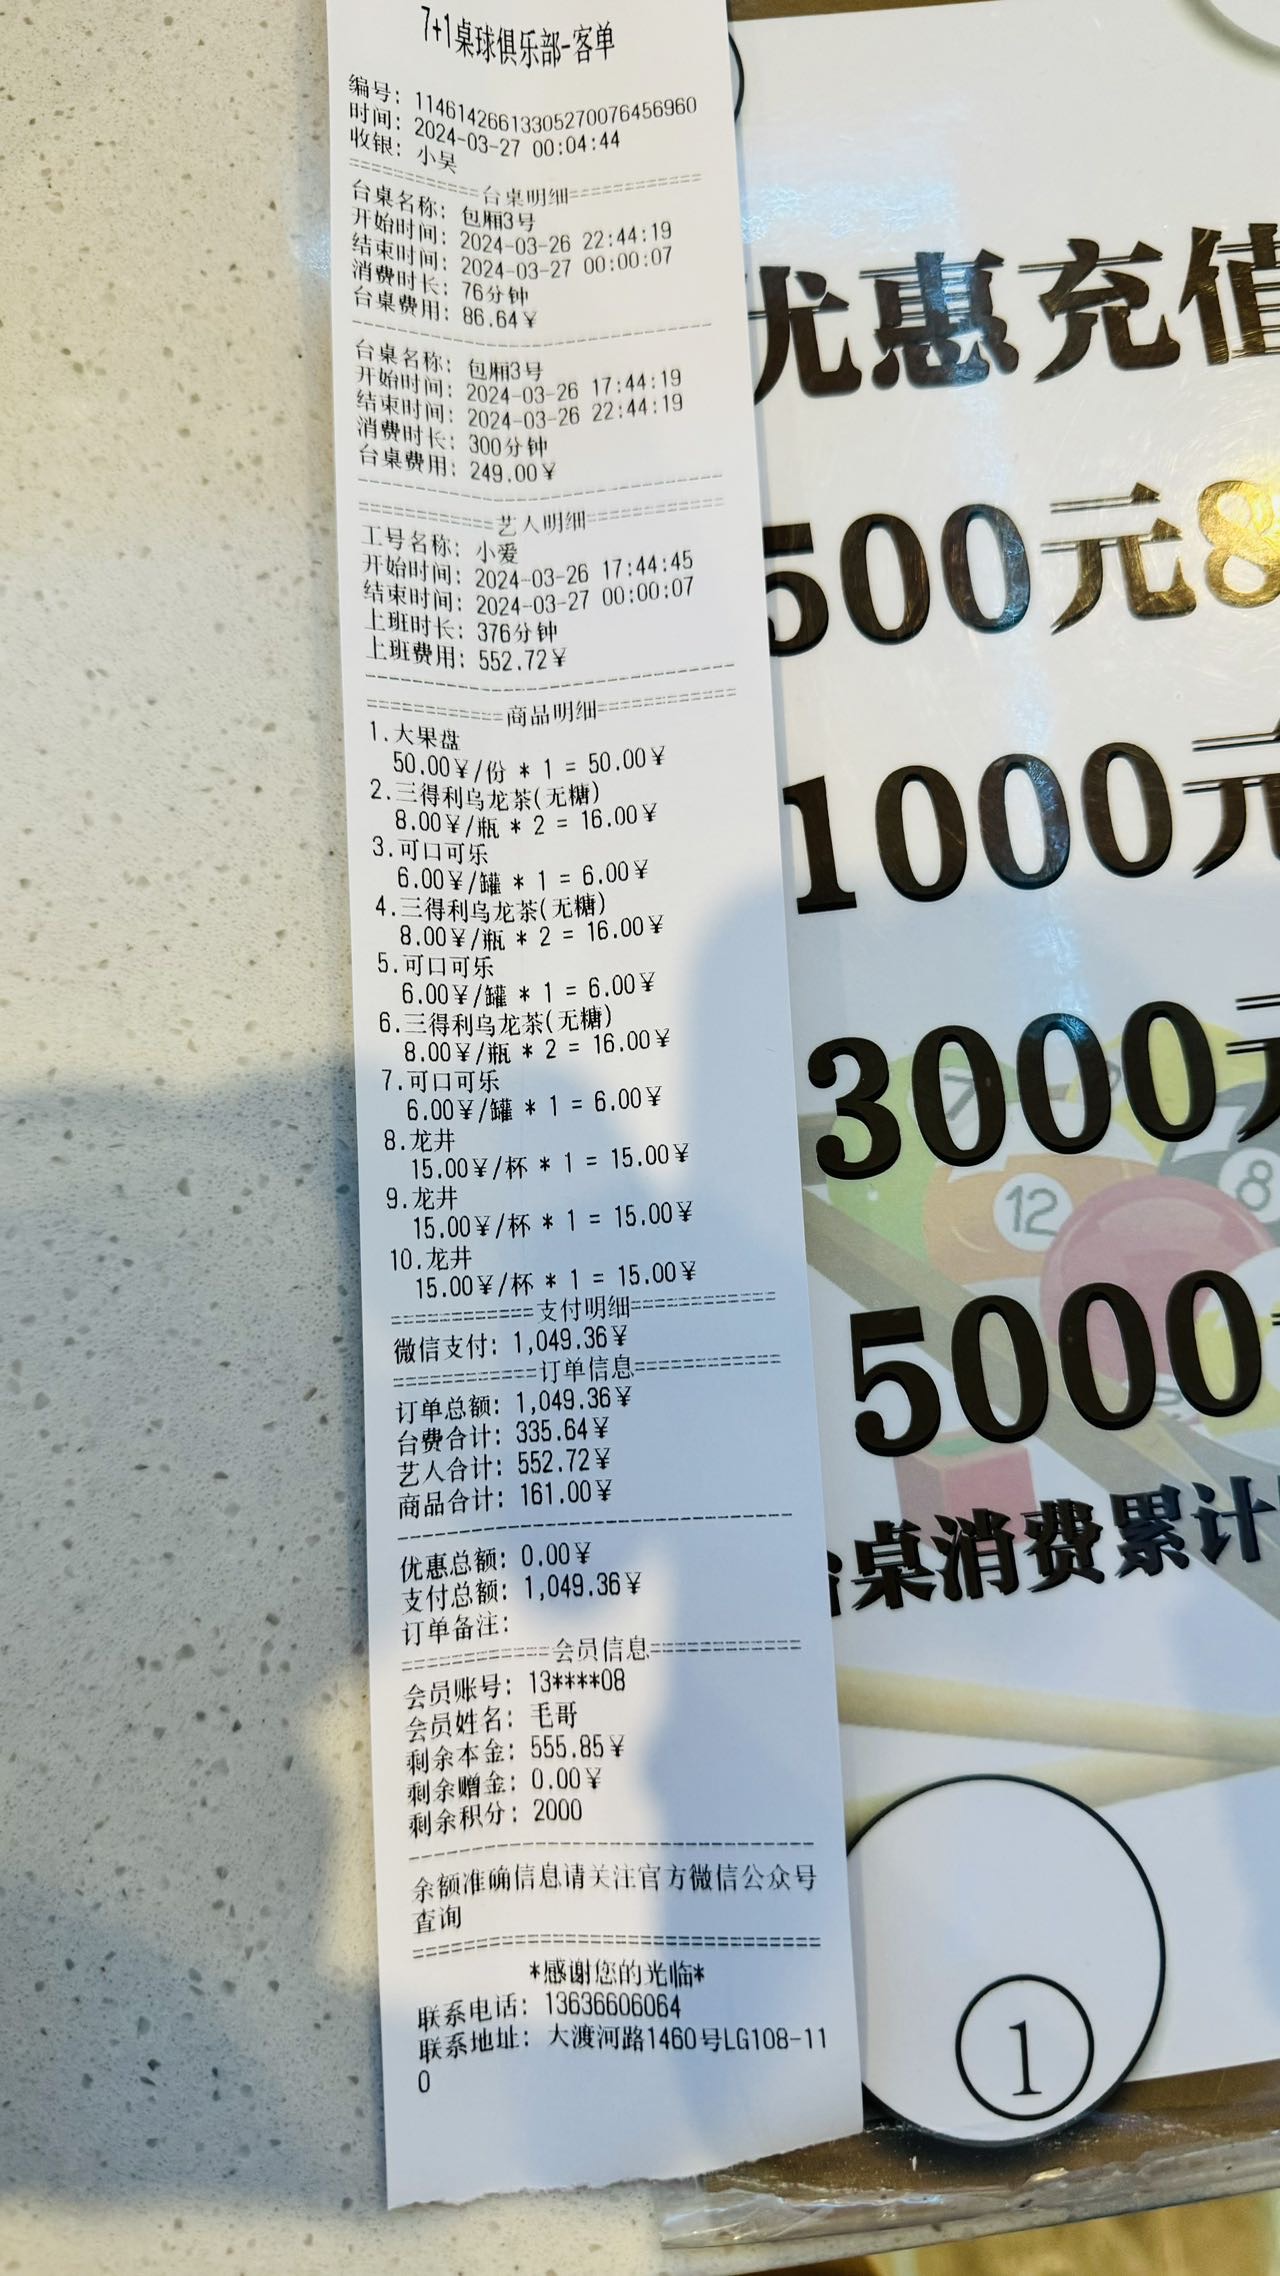 7+1桌球俱乐部-客单
编号: 11461426613305270076456960
时间: 2024-03-27 00:04:44
收银: 小吴
===========台桌明细===========
台桌名称: 包厢3号
开始时间: 2024-03-26 22:44:19
结束时间: 2024-03-27 00:00:07
消费时长: 76分钟
台桌费用: 86.64¥
台桌名称: 包厢3号
开始时间: 2024-03-26 17:44:19
结束时间: 2024-03-26 22:44:19
消费时长: 300分钟
台桌费用: 249.00¥
===========艺人明细===========
工号名称: 小爱
开始时间: 2024-03-26 17:44:45
结束时间: 2024-03-27 00:00:07
上班时长: 376分钟
上班费用: 552.72¥
===========商品明细===========
1.大果盘
50.00¥/份 * 1 = 50.00¥
2.三得利乌龙茶(无糖)
8.00¥/瓶 * 2 = 16.00¥
3.可口可乐
6.00¥/罐 * 1 = 6.00¥
4.三得利乌龙茶(无糖)
8.00¥/瓶 * 2 = 16.00¥
5.可口可乐
6.00¥/罐 * 1 = 6.00¥
6.三得利乌龙茶(无糖)
8.00¥/瓶 * 2 = 16.00¥
7.可口可乐
6.00¥/罐 * 1 = 6.00¥
8.龙井
15.00¥/杯 * 1 = 15.00¥
9.龙井
15.00¥/杯 * 1 = 15.00¥
10.龙井
15.00¥/杯 * 1 = 15.00¥
===========支付明细===========
微信支付: 1,049.36¥
===========订单信息===========
订单总额: 1,049.36¥
台费合计: 335.64¥
艺人合计: 552.72¥
商品合计: 161.00¥
优惠总额: 0.00¥
支付总额: 1,049.36¥
订单备注:
===========会员信息===========
会员账号: 13****08
会员姓名: 毛哥
剩余本金: 555.85¥
剩余赠金: 0.00¥
剩余积分: 2000
余额准确信息请关注官方微信公众号
查询
*感谢您的光临*
联系电话: 13636606064
联系地址: 大渡河路1460号LG108-11
0
优惠充值
500元8
1000元
3000元
5000
台桌消费累计
12
8
7
1